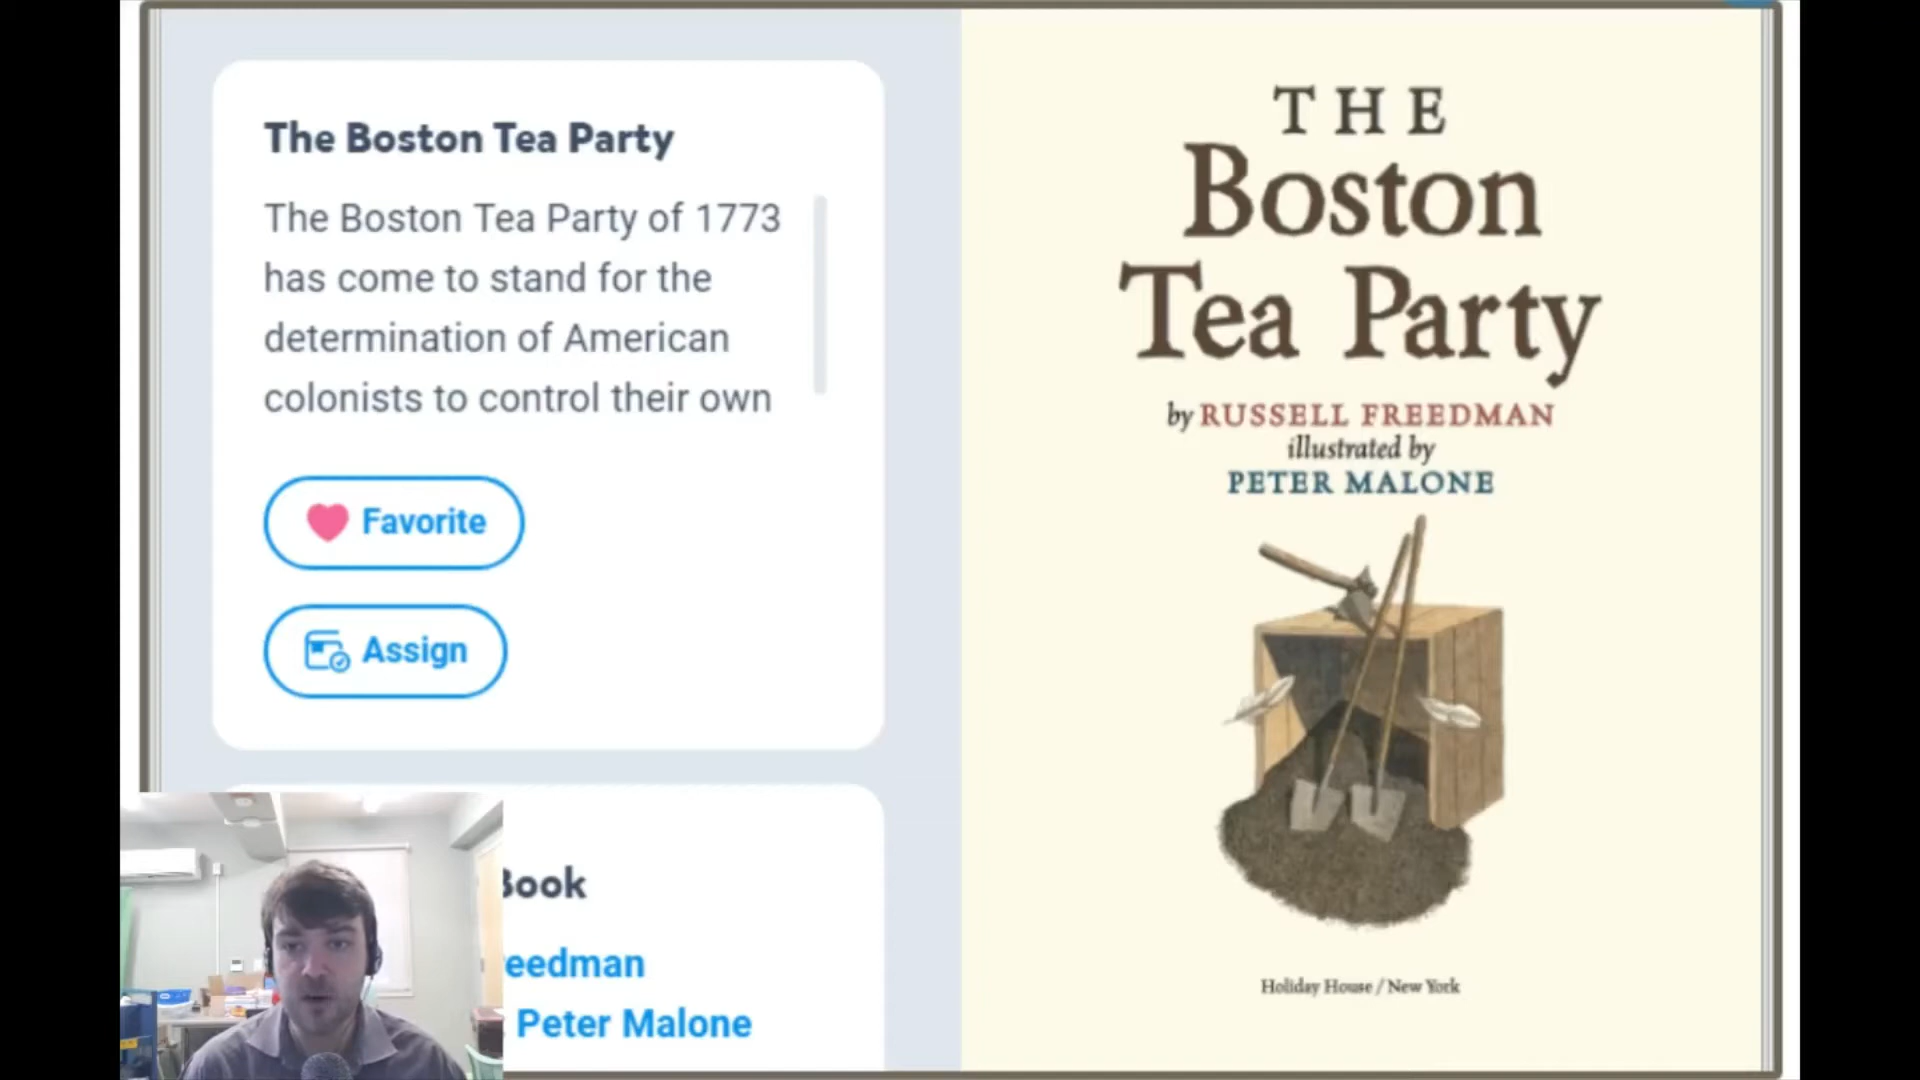 The Boston Tea Party
The Boston Tea Party of 1773
has come to stand for the
determination of American
colonists to control their own
Favorite
Assign
Book
reedman
Peter Malone
THE
Boston
Tea Party
by RUSSELL FREEDMAN
illustrated by
PETER MALONE
Holiday House / New York